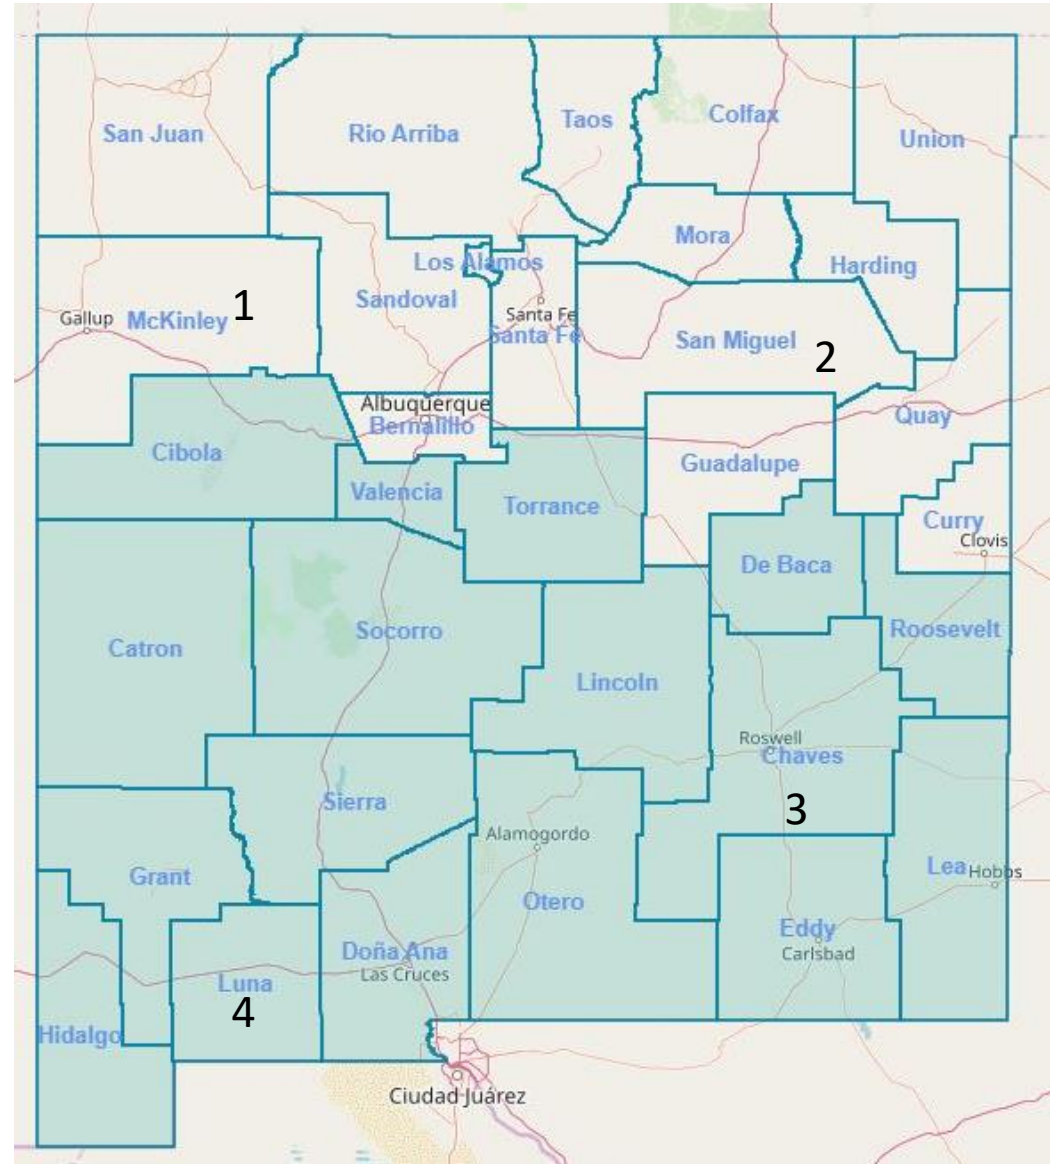 Colfax
Taos
San Juan
Rio Arriba
Union
Mora
Los Alamos
Harding
Sandoval
1
Santa Fe
Gallup
McKinley
Santa Fe
San Miguel
2
Albuquerque
Bernalillo
Quay
Cibola
Guadalupe
Valencia
Torrance
Curry
Clovis
De Baca
Socorro
Roosevelt
Catron
Lincoln
Roswell
Chaves
Sierra
3
Alamogordo
Grant
Lea
Hobbs
Otero
Eddy
Doña Ana
Carlsbad
Las Cruces
Luna
4
Hidalgo
Ciudad Juárez